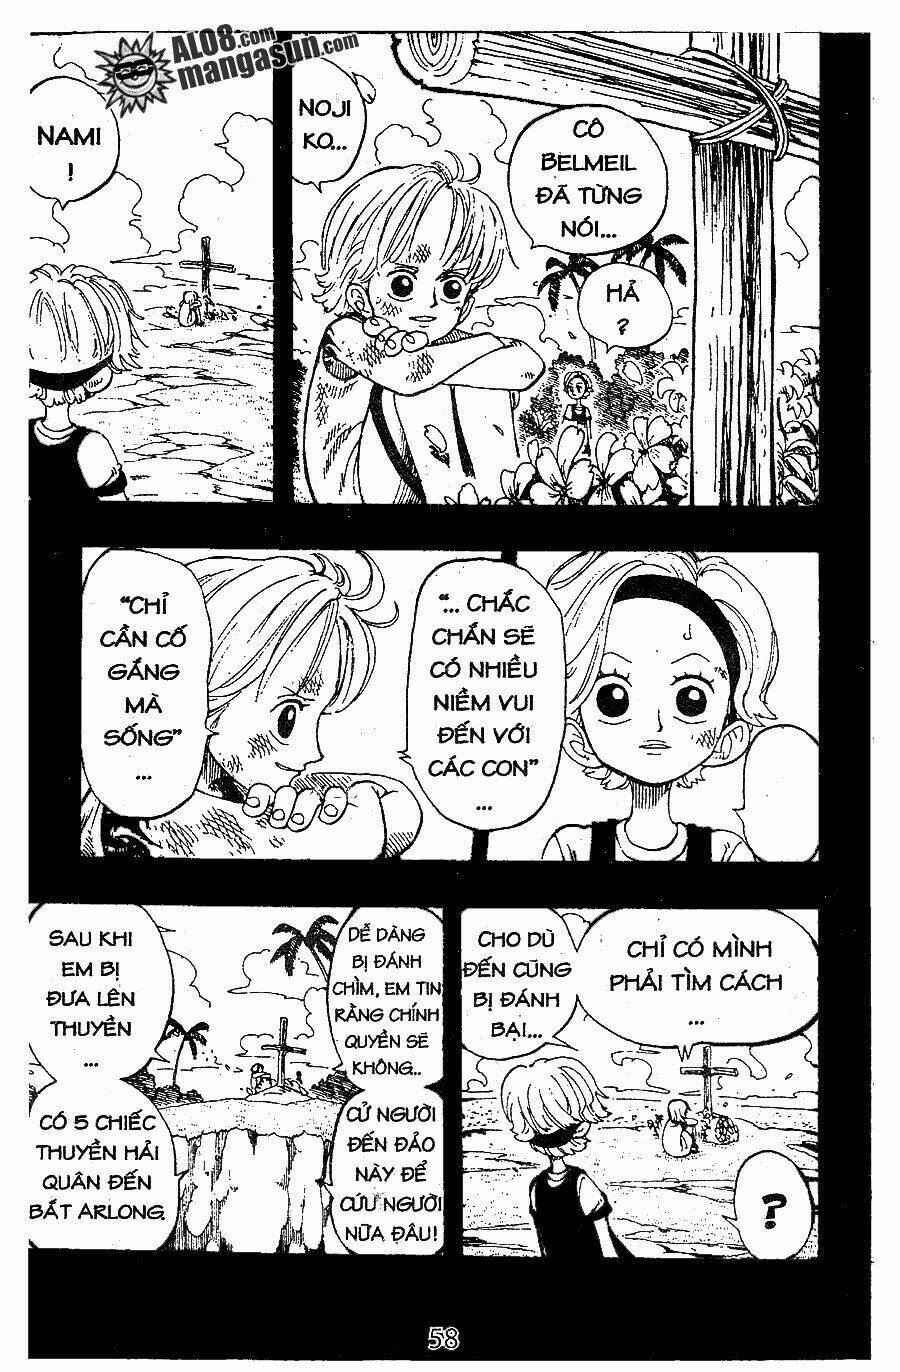 AL08.com
mangasun.com
NAMI
!
NOJI
KO...
CÔ
BELMEIL
ĐÃ TỪNG
NÓI...
HẢ
?
“CHỈ
CẦN CỐ
GẮNG
MÀ
SỐNG”
...
“... CHẮC
CHẮN SẼ
CÓ NHIỀU
NIỀM VUI
ĐẾN VỚI
CÁC CON”
...
SAU KHI
EM BỊ
ĐƯA LÊN
THUYỀN
...
CÓ 5 CHIẾC
THUYỀN HẢI
QUÂN ĐẾN
BẮT ARLONG.
DỄ DÀNG
BỊ ĐÁNH
CHÌM, EM TIN
RẰNG CHÍNH
QUYỀN SẼ
KHÔNG..
CỬ NGƯỜI
ĐẾN ĐẢO
NÀY ĐỂ
CỨU NGƯỜI
NỮA ĐÂU!
CHO DÙ
ĐẾN CŨNG
BỊ ĐÁNH
BẠI...
CHỈ CÓ MÌNH
PHẢI TÌM CÁCH
...
?
58